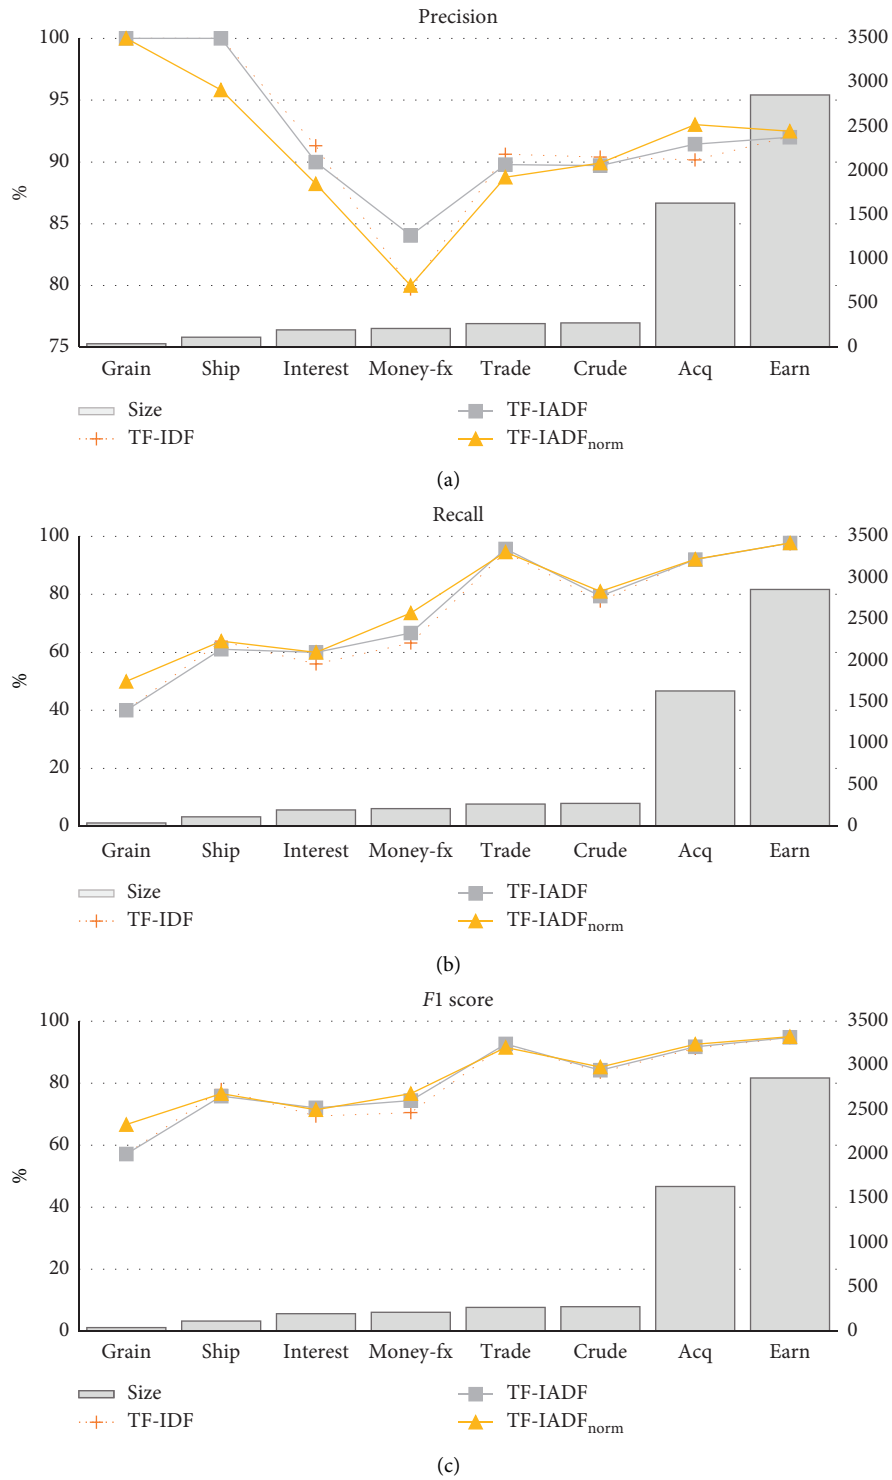 Precision
100 3500
95 3000
2500
90 2000
% 1500
85
1000
80
500
75 0
Grain Ship Interest Money-fx Trade Crude Acq Earn
Size TF-IADF
TF-IDF TF-IADFnorm
(a)
Recall
100 3500
3000
80
2500
60 2000
%
1500
40
1000
20
500
0 0
Grain Ship Interest Money-fx Trade Crude Acq Earn
Size TF-IADF
TF-IDF TF-IADFnorm
(b)
F1 score
100 3500
3000
80
2500
60 2000
%
1500
40
1000
20
500
0 0
Grain Ship Interest Money-fx Trade Crude Acq Earn
Size TF-IADF
TF-IDF TF-IADFnorm
(c)